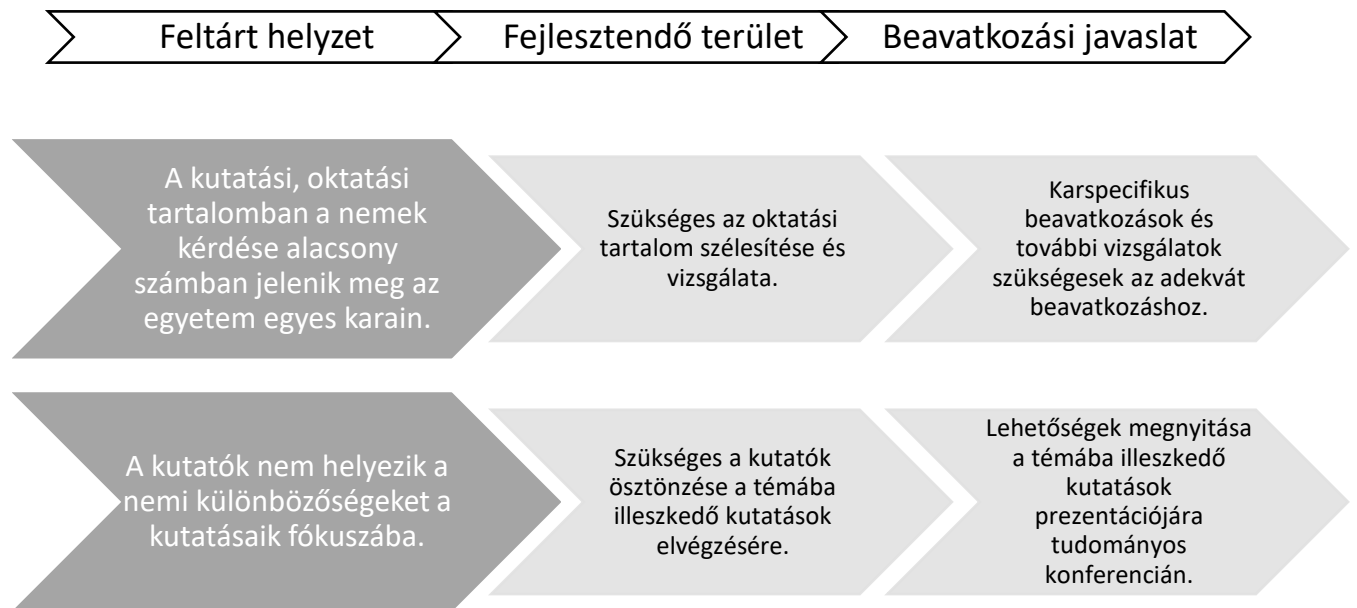 Feltárt helyzet
Fejlesztendő terület
Beavatkozási javaslat
A kutatási, oktatási
tartalomban a nemek
kérdése alacsony
számban jelenik meg az
egyetem egyes karain.
Szükséges az oktatási
tartalom szélesítése és
vizsgálata.
Karspecifikus
beavatkozások és
további vizsgálatok
szükségesek az adekvát
beavatkozáshoz.
A kutatók nem helyezik a
nemi különbözőségeket a
kutatásaik fókuszába.
Szükséges a kutatók
ösztönzése a témába
illeszkedő kutatások
elvégzésére.
Lehetőségek megnyitása
a témába illeszkedő
kutatások
prezentációjára
tudományos
konferencián.